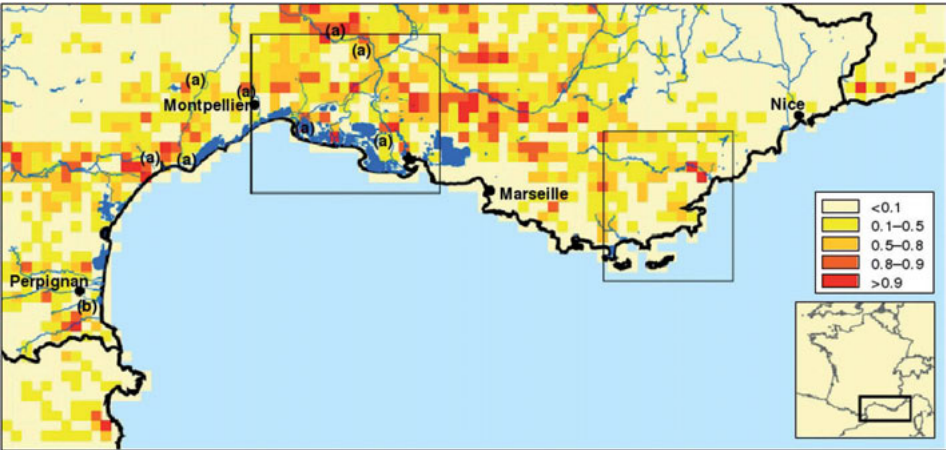 (a)
(a)
(a)
(a)
Montpellier
Nice
(a)
(a)
(a)
(a)
Marseille
<0.1
0.1–0.5
0.5–0.8
0.8–0.9
>0.9
Perpignan
(b)